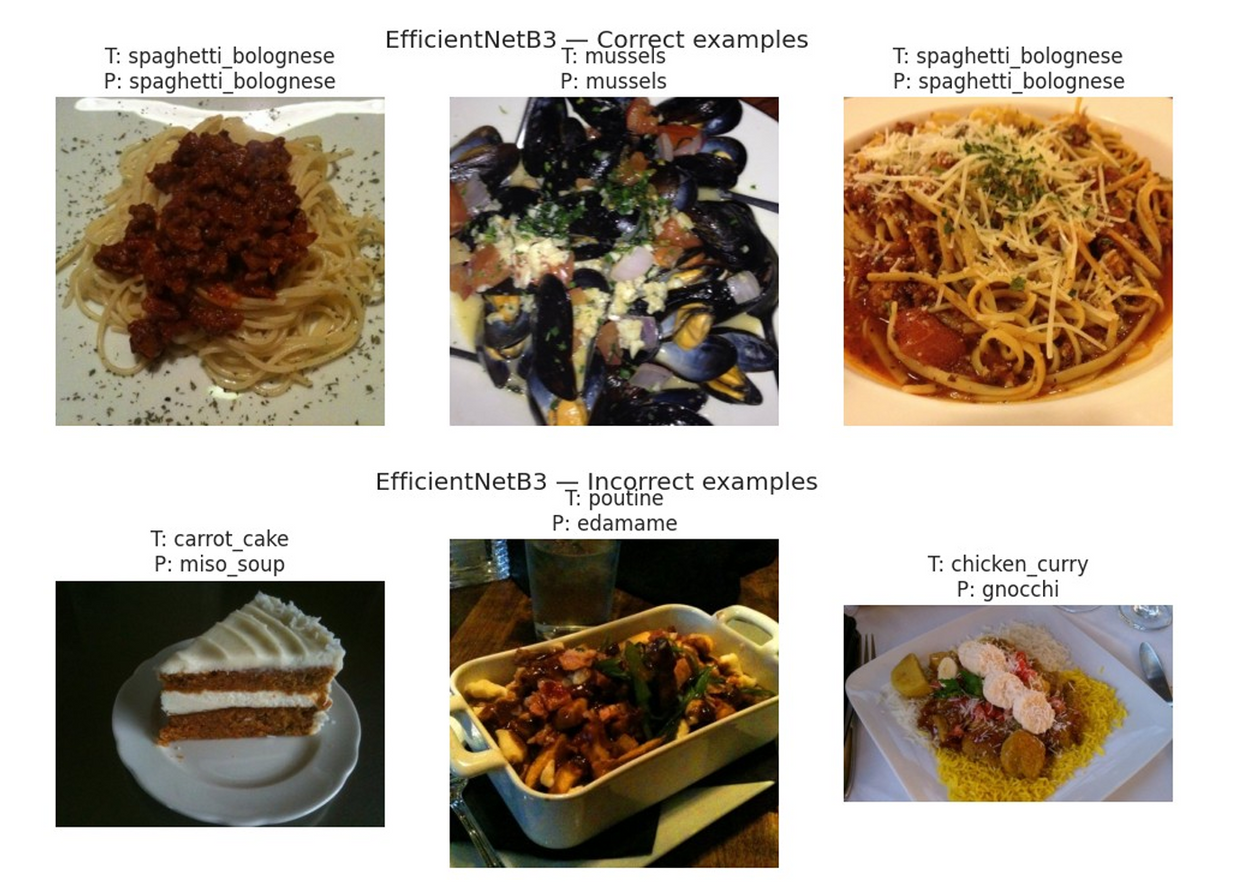 EfficientNetB3 — Correct examples
T: spaghetti_bolognese
P: spaghetti_bolognese
T: mussels
P: mussels
T: spaghetti_bolognese
P: spaghetti_bolognese
EfficientNetB3 — Incorrect examples
T: carrot_cake
P: miso_soup
T: poutine
P: edamame
T: chicken_curry
P: gnocchi